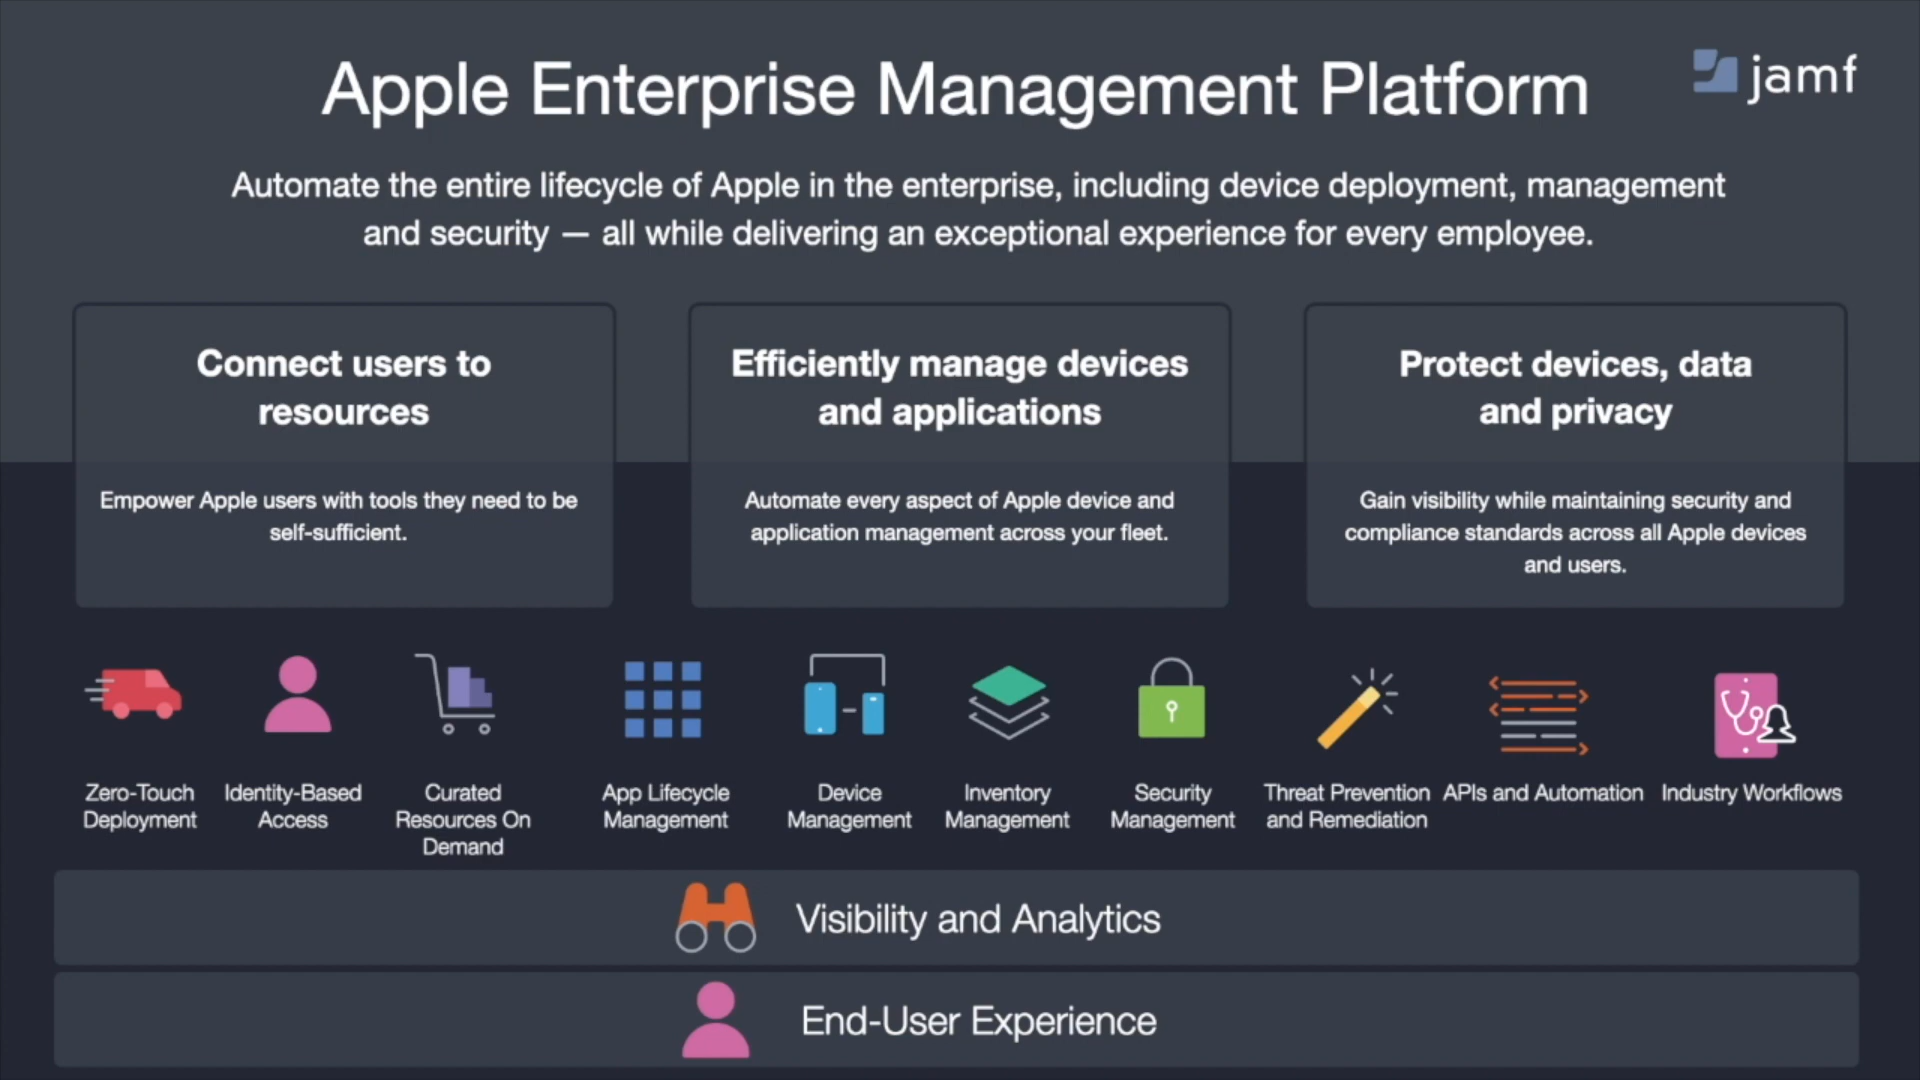 Apple Enterprise Management Platform
jamf
Automate the entire lifecycle of Apple in the enterprise, including device deployment, management
and security — all while delivering an exceptional experience for every employee.
Connect users to
resources
Empower Apple users with tools they need to be
self-sufficient.
Efficiently manage devices
and applications
Automate every aspect of Apple device and
application management across your fleet.
Protect devices, data
and privacy
Gain visibility while maintaining security and
compliance standards across all Apple devices
and users.
Zero-Touch
Deployment
Identity-Based
Access
Curated
Resources On
Demand
App Lifecycle
Management
Device
Management
Inventory
Management
Security
Management
Threat Prevention
and Remediation
APIs and Automation
Industry Workflows
Visibility and Analytics
End-User Experience